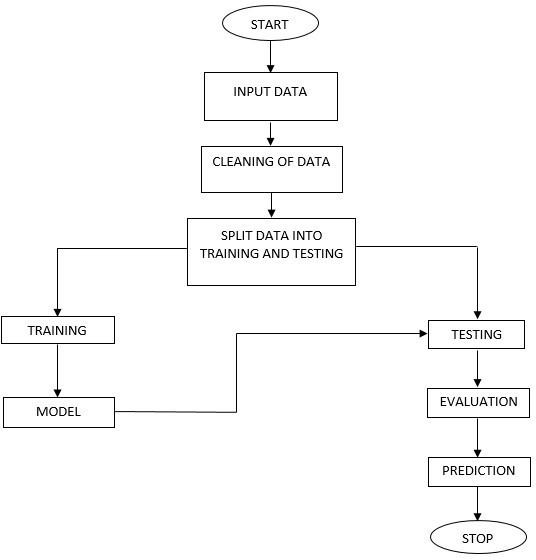 START
INPUT DATA
CLEANING OF DATA
SPLIT DATA INTO
TRAINING AND TESTING
TRAINING
TESTING
MODEL
EVALUATION
PREDICTION
STOP